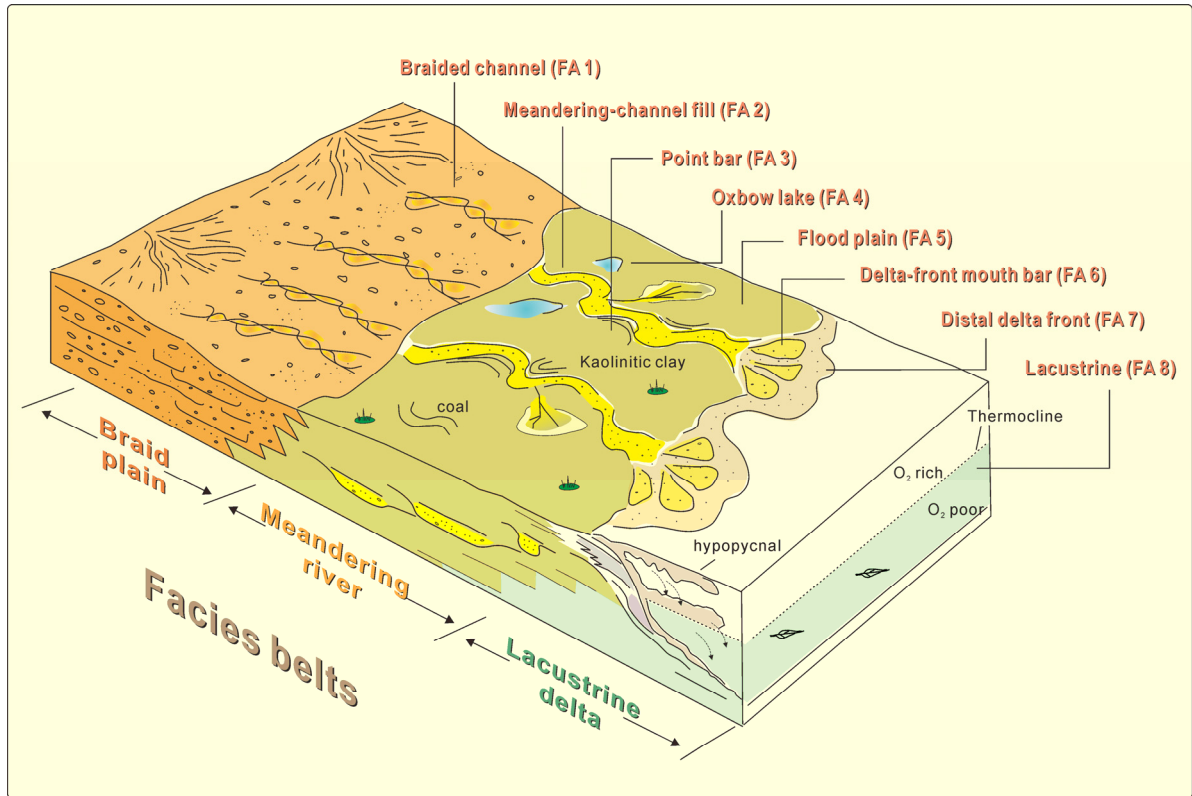 Braided channel (FA 1)
Meandering-channel fill (FA 2)
Point bar (FA 3)
Oxbow lake (FA 4)
Flood plain (FA 5)
Delta-front mouth bar (FA 6)
Distal delta front (FA 7)
Lacustrine (FA 8)
Kaolinitic clay
coal
Thermocline
O₂ rich
O₂ poor
hypopycnal
Braid
plain
Meandering
river
Lacustrine
delta
Facies belts